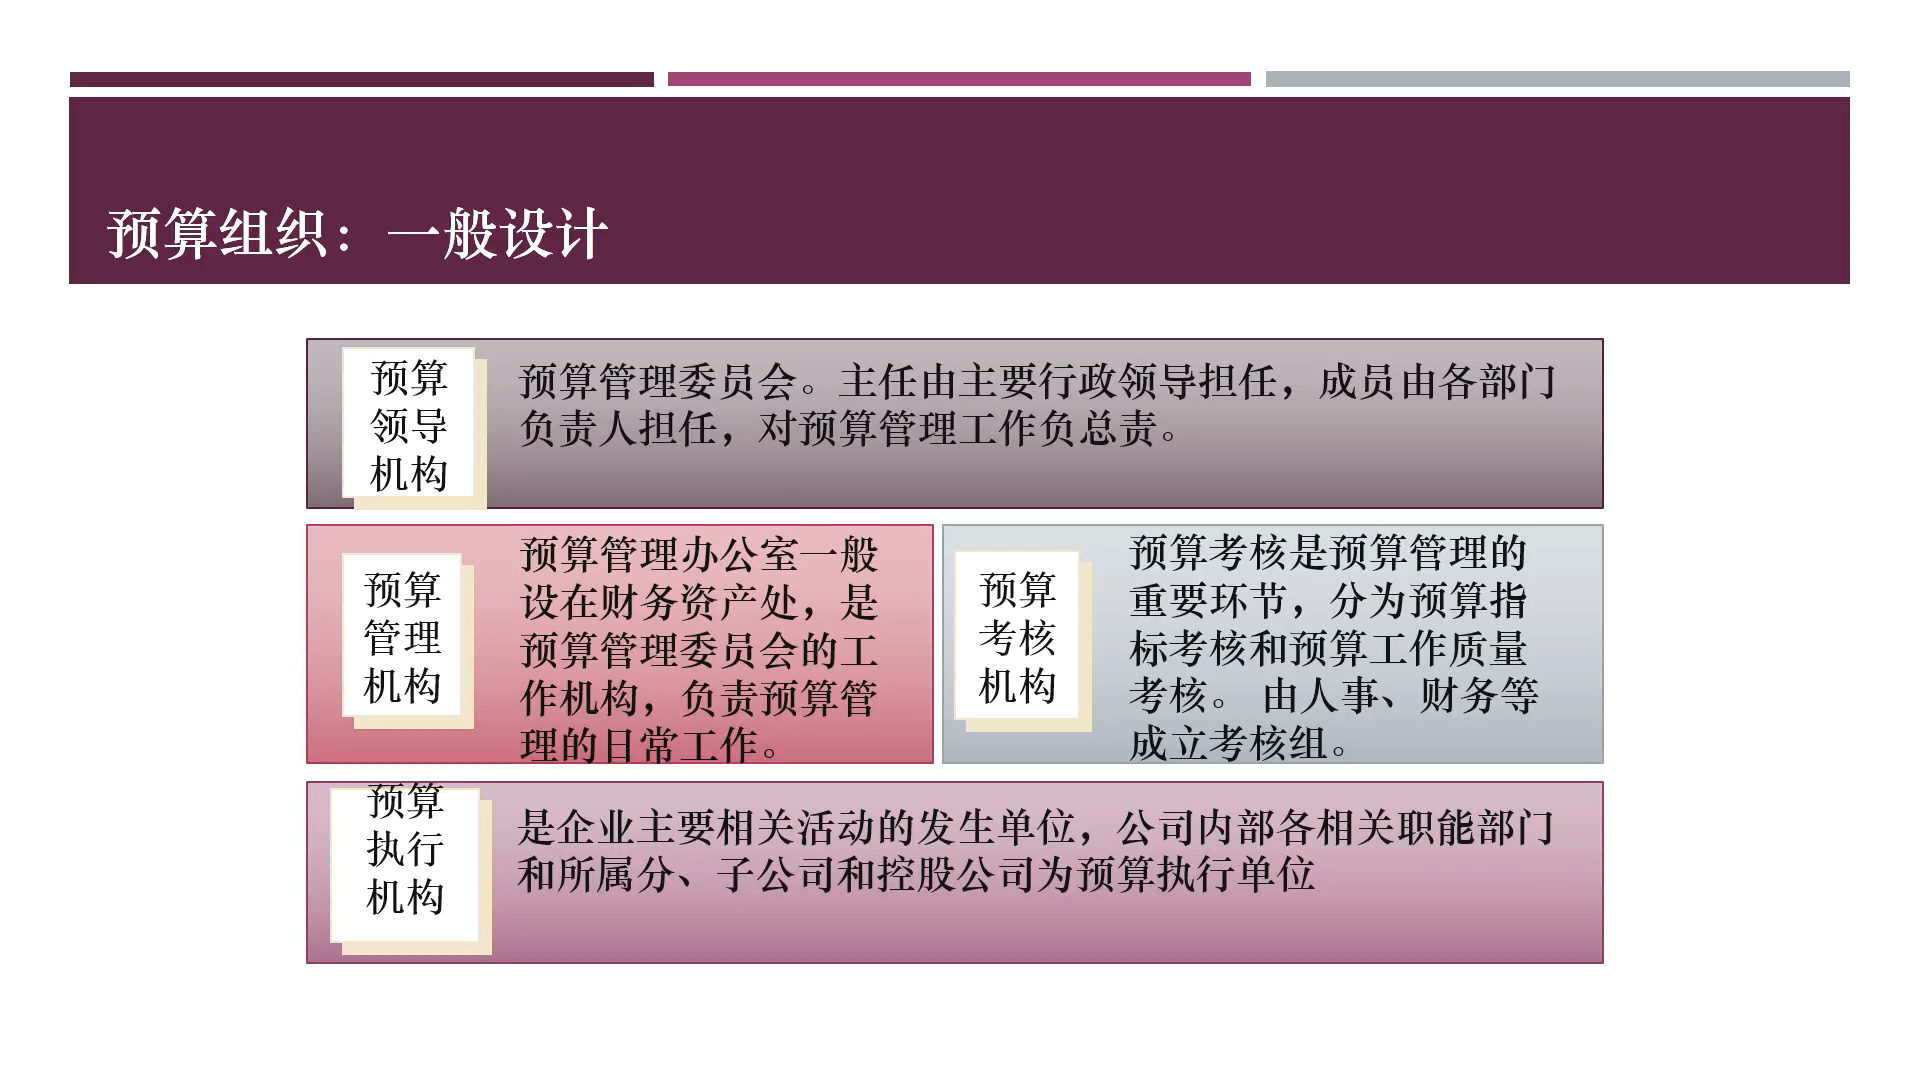 预算组织：一般设计
预算
领导
机构
预算管理委员会。主任由主要行政领导担任，成员由各部门
负责人担任，对预算管理工作负总责。
预算
管理
机构
预算管理办公室一般
设在财务资产处，是
预算管理委员会的工
作机构，负责预算管
理的日常工作。
预算
考核
机构
预算考核是预算管理的
重要环节，分为预算指
标考核和预算工作质量
考核。 由人事、财务等
成立考核组。
预算
执行
机构
是企业主要相关活动的发生单位，公司内部各相关职能部门
和所属分、子公司和控股公司为预算执行单位